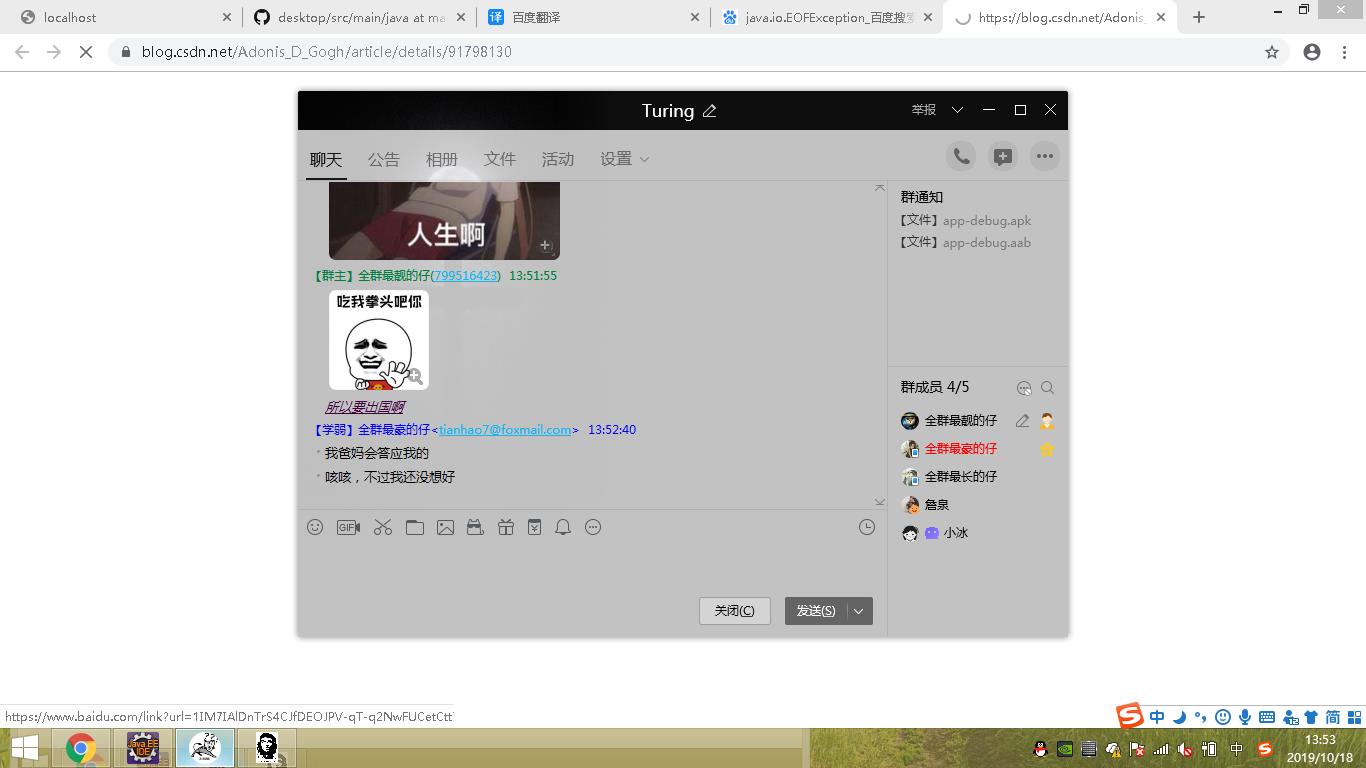 localhost
desktop/src/main/java at ma
译 百度翻译
java.io.EOFException_百度搜索
https://blog.csdn.net/Adonis_
blog.csdn.net/Adonis_D_Gogh/article/details/91798130
Turing
举报
聊天 公告 相册 文件 活动 设置
人生啊
【群主】全群最靓的仔(799516423) 13:51:55
吃我拳头吧你
所以要出国啊
【学弱】全群最豪的仔<tianhao7@foxmail.com> 13:52:40
我爸妈会答应我的
咳咳，不过我还没想好
GIF
关闭(C) 发送(S)
群通知
【文件】app-debug.apk
【文件】app-debug.aab
群成员 4/5
全群最靓的仔
全群最豪的仔
全群最长的仔
詹泉
小冰
https://www.baidu.com/link?url=1IM7IAlDnTrS4CJfDEOJPV-qT-q2NwFUCatCtt
S 中 简
Java EE
IDE
中 S
13:53
2019/10/18